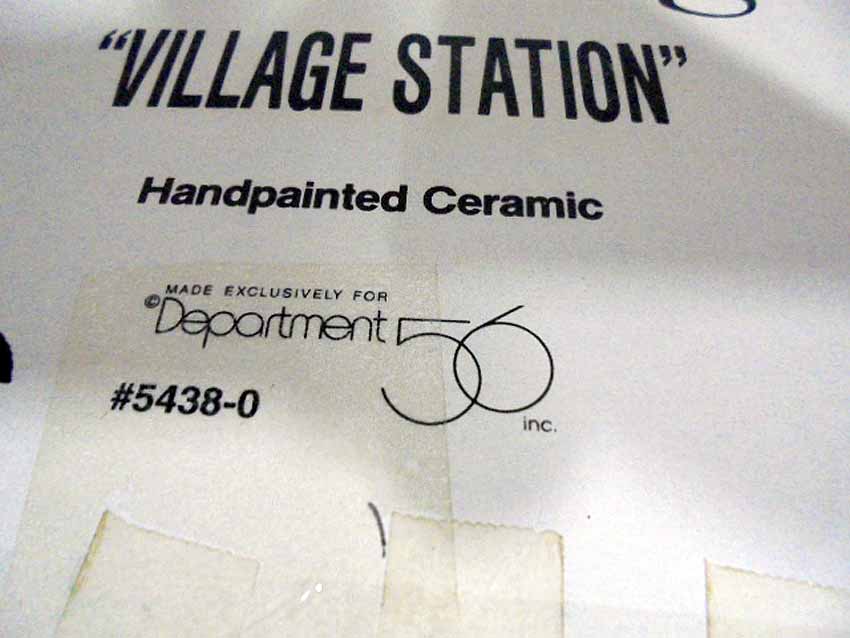 "VILLAGE STATION"
Handpainted Ceramic
MADE EXCLUSIVELY FOR
©Department 56
inc.
#5438-0